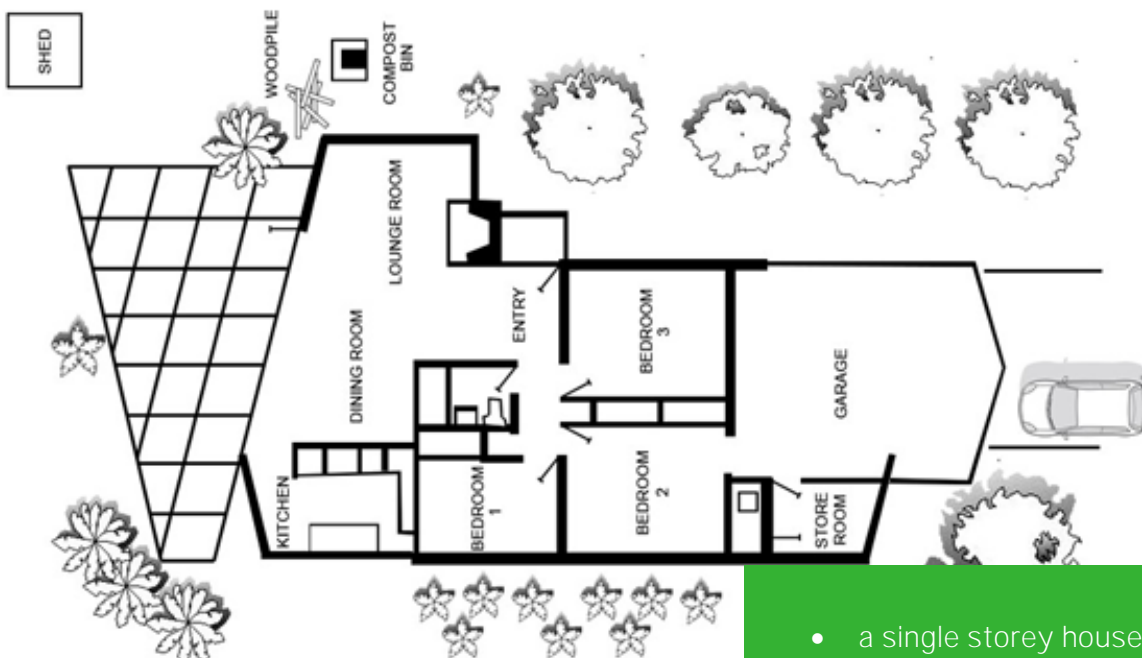 SHED
WOODPILE
COMPOST
BIN
LOUNGE ROOM
DINING ROOM
ENTRY
KITCHEN
BEDROOM
1
BEDROOM
2
BEDROOM
3
GARAGE
STORE
ROOM
• a single storey house